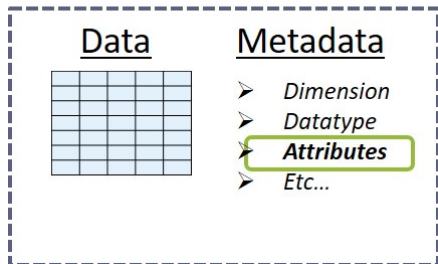 Data
Metadata
➢ Dimension
➢ Datatype
➢ Attributes
➢ Etc...